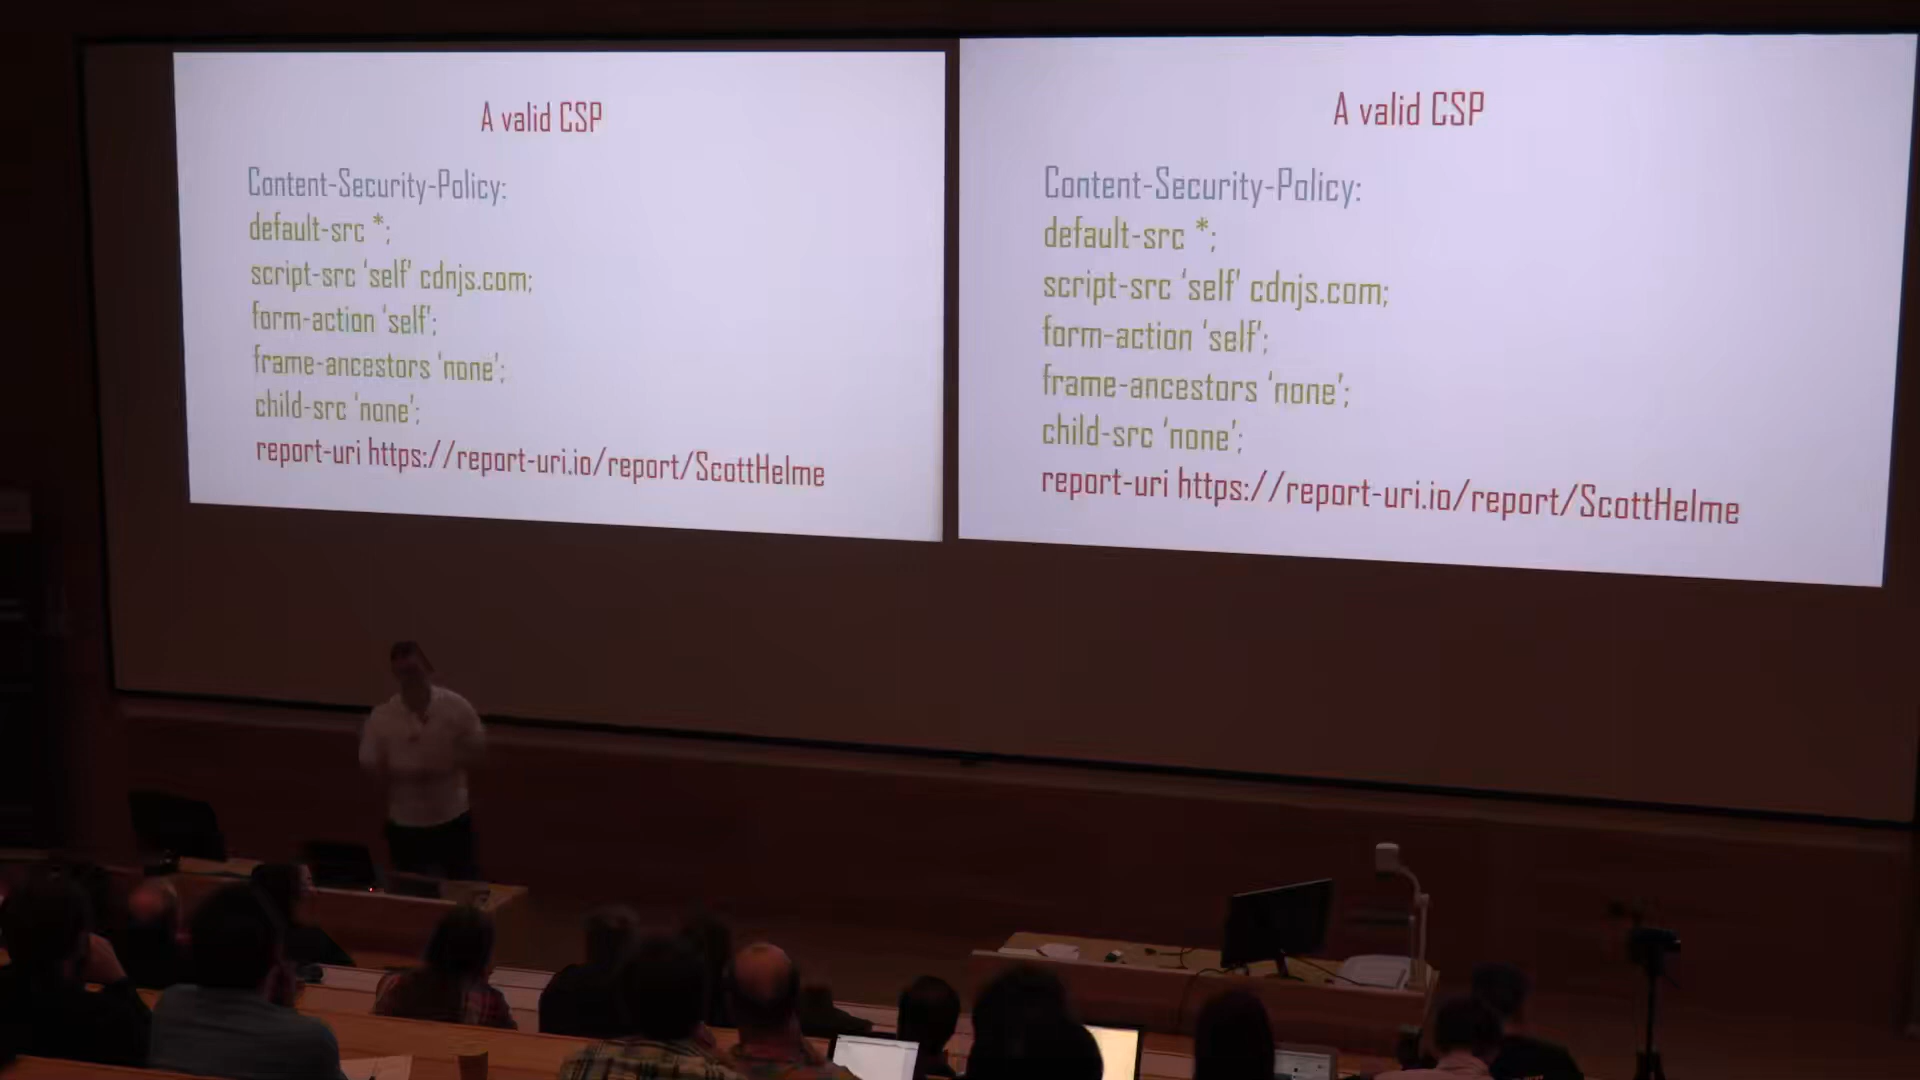 A valid CSP
Content-Security-Policy:
default-src *;
script-src 'self' cdnjs.com;
form-action 'self';
frame-ancestors 'none';
child-src 'none';
report-uri https://report-uri.io/report/ScottHelme
A valid CSP
Content-Security-Policy:
default-src *;
script-src 'self' cdnjs.com;
form-action 'self';
frame-ancestors 'none';
child-src 'none';
report-uri https://report-uri.io/report/ScottHelme